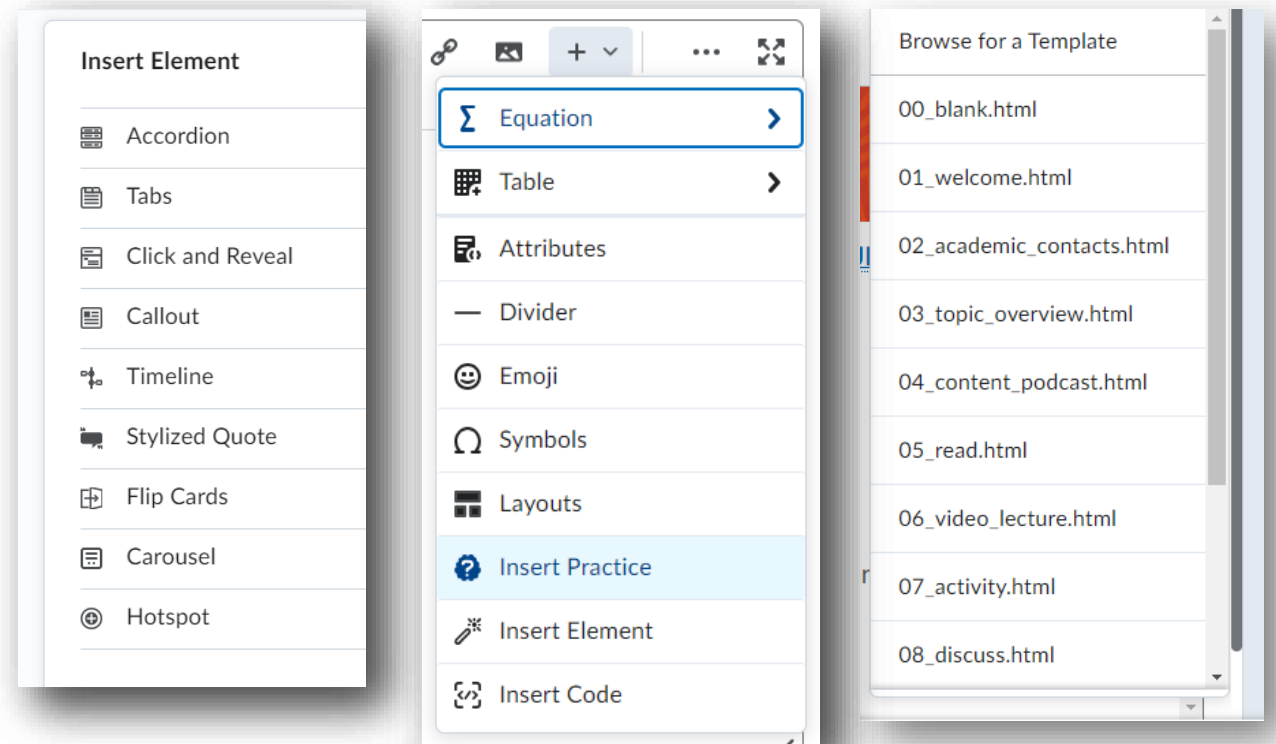 Insert Element
Accordion
Tabs
Click and Reveal
Callout
Timeline
Stylized Quote
Flip Cards
Carousel
Hotspot
Equation
Table
Attributes
Divider
Emoji
Symbols
Layouts
Insert Practice
Insert Element
Insert Code
Browse for a Template
00_blank.html
01_welcome.html
02_academic_contacts.html
03_topic_overview.html
04_content_podcast.html
05_read.html
06_video_lecture.html
07_activity.html
08_discuss.html